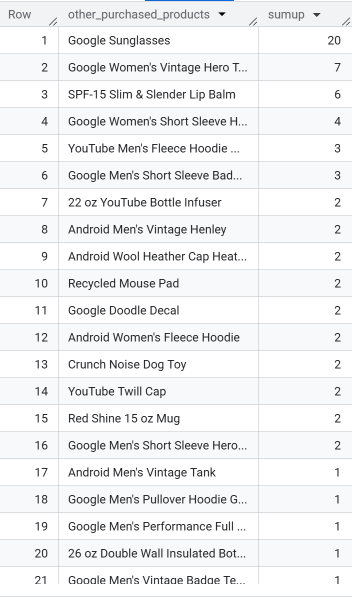 Row other_purchased_products sumup
1 Google Sunglasses 20
2 Google Women's Vintage Hero T... 7
3 SPF-15 Slim & Slender Lip Balm 6
4 Google Women's Short Sleeve H... 4
5 YouTube Men's Fleece Hoodie ... 3
6 Google Men's Short Sleeve Bad... 3
7 22 oz YouTube Bottle Infuser 2
8 Android Men's Vintage Henley 2
9 Android Wool Heather Cap Heat... 2
10 Recycled Mouse Pad 2
11 Google Doodle Decal 2
12 Android Women's Fleece Hoodie 2
13 Crunch Noise Dog Toy 2
14 YouTube Twill Cap 2
15 Red Shine 15 oz Mug 2
16 Google Men's Short Sleeve Hero... 2
17 Android Men's Vintage Tank 1
18 Google Men's Pullover Hoodie G... 1
19 Google Men's Performance Full ... 1
20 26 oz Double Wall Insulated Bot... 1
21 Google Men's Vintage Badge Te... 1